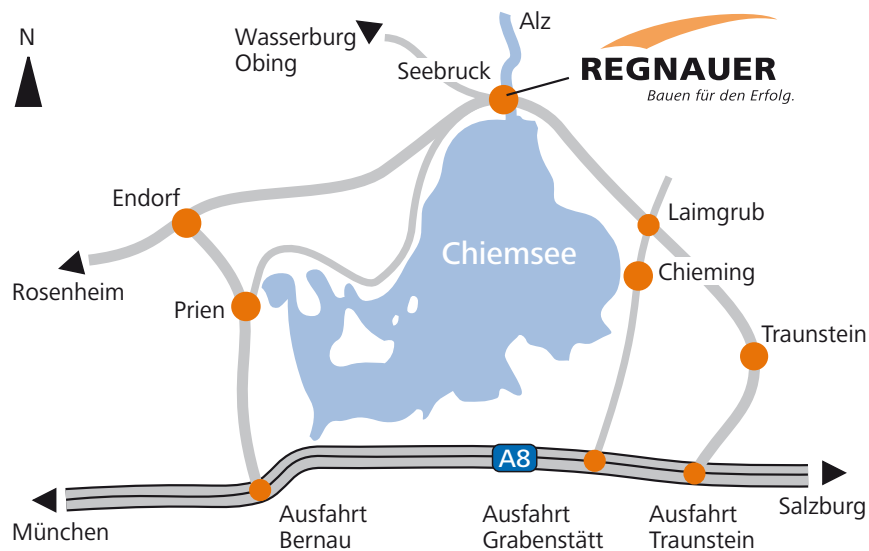 N
Wasserburg
Obing
Alz
Seebruck
REGNAUER
Bauen für den Erfolg.
Endorf
Laimgrub
Chiemsee
Chieming
Rosenheim
Prien
Traunstein
A8
München
Ausfahrt
Bernau
Ausfahrt
Grabenstätt
Ausfahrt
Traunstein
Salzburg